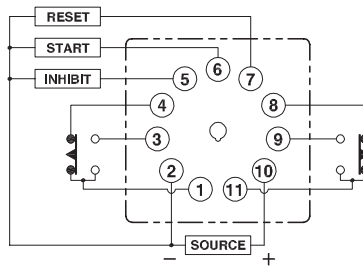 RESET
START
INHIBIT
5 6 7
4 8
3 9
2 10
1 11
− SOURCE +